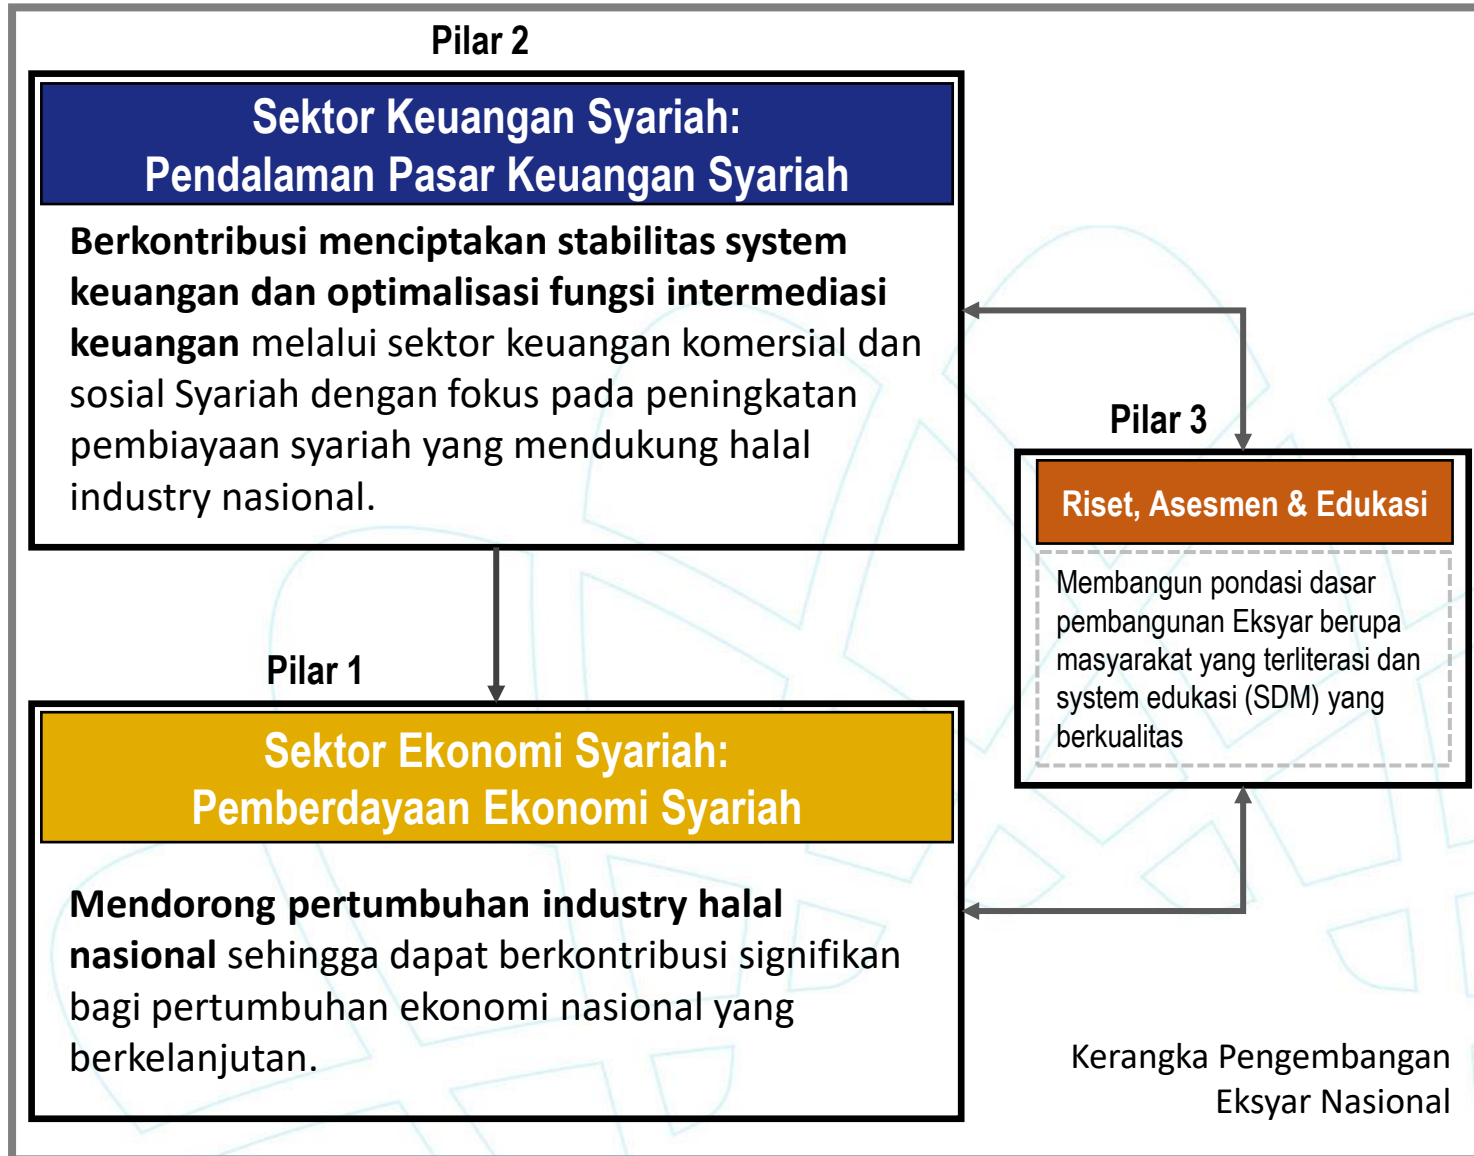 Pilar 2
Sektor Keuangan Syariah:
Pendalaman Pasar Keuangan Syariah
Berkontribusi menciptakan stabilitas system
keuangan dan optimalisasi fungsi intermediasi
keuangan melalui sektor keuangan komersial dan
sosial Syariah dengan fokus pada peningkatan
pembiayaan syariah yang mendukung halal
industry nasional.
Pilar 3
Riset, Asesmen & Edukasi
Membangun pondasi dasar
pembangunan Eksyar berupa
masyarakat yang terliterasi dan
system edukasi (SDM) yang
berkualitas
Pilar 1
Sektor Ekonomi Syariah:
Pemberdayaan Ekonomi Syariah
Mendorong pertumbuhan industry halal
nasional sehingga dapat berkontribusi signifikan
bagi pertumbuhan ekonomi nasional yang
berkelanjutan.
Kerangka Pengembangan
Eksyar Nasional